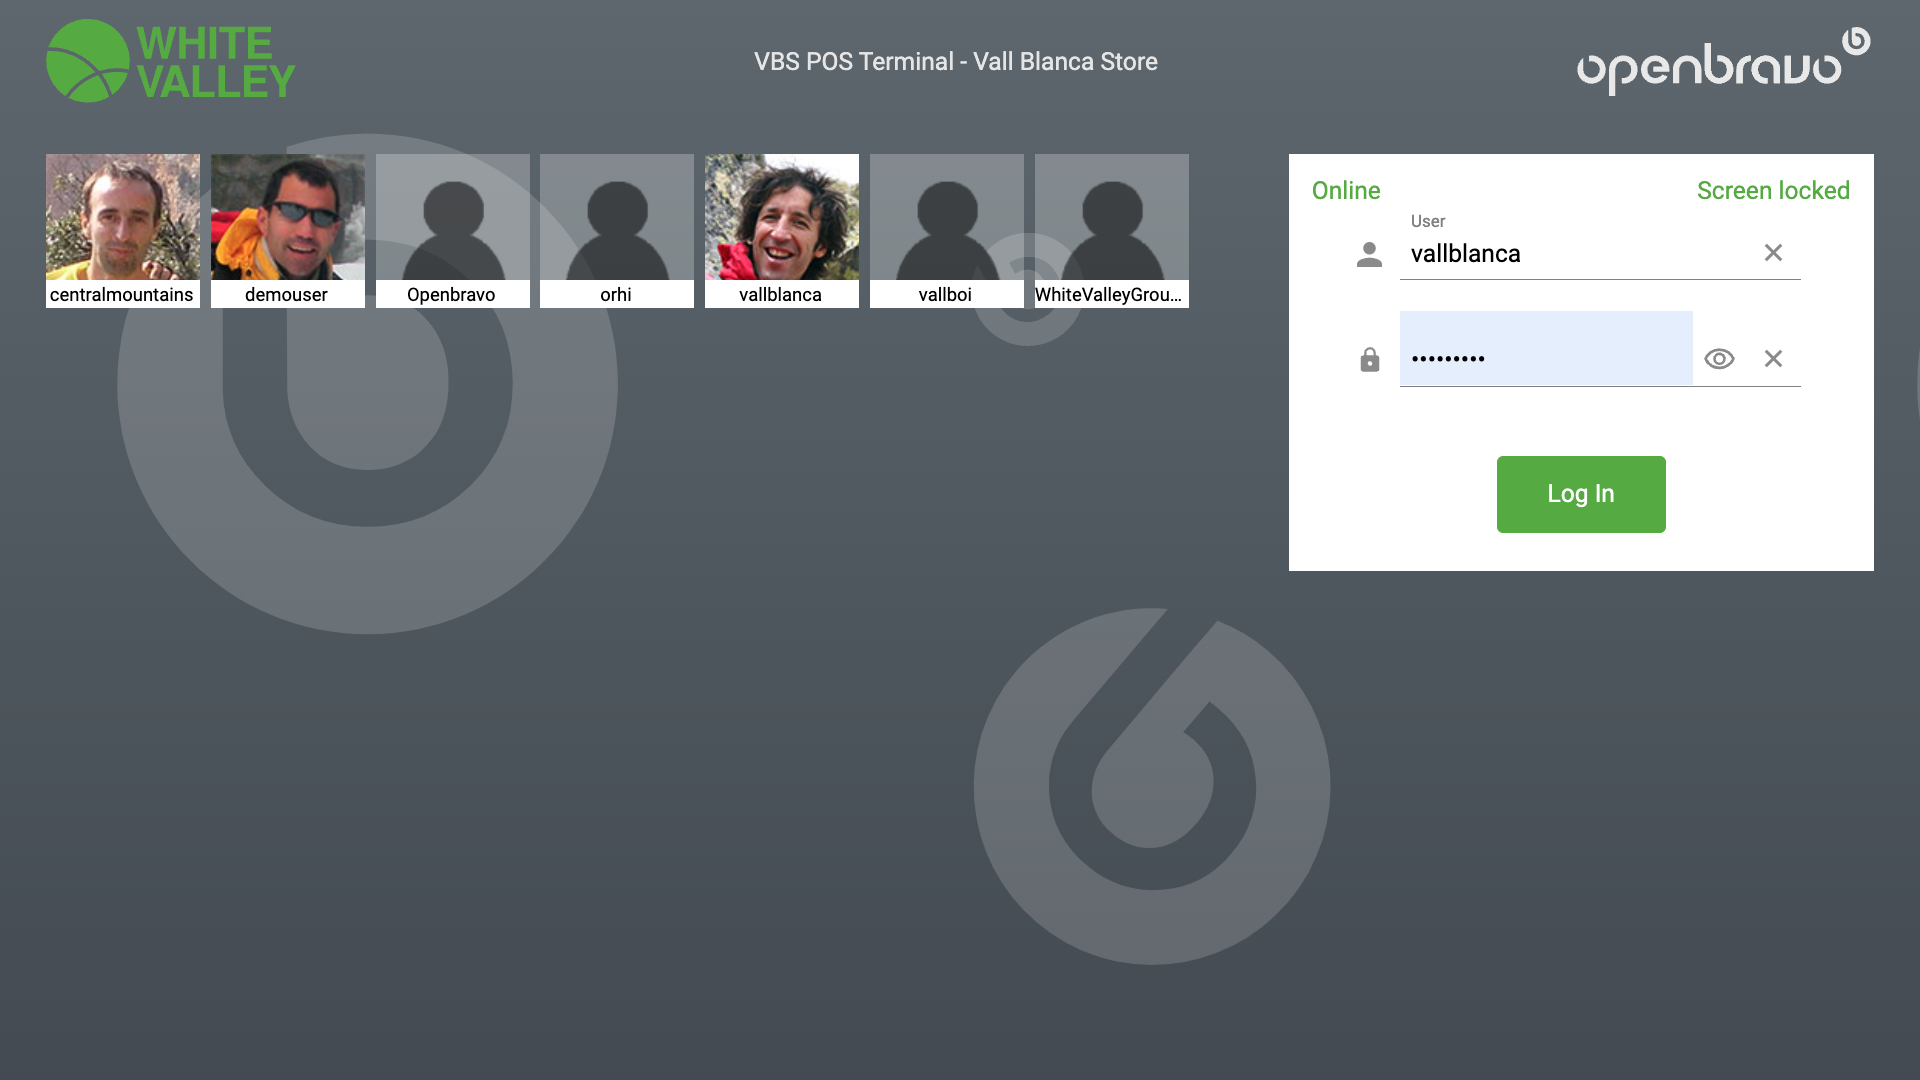 WHITE
VALLEY
VBS POS Terminal - Vall Blanca Store
openbravo
centralmountains
demouser
Openbravo
orhi
vallblanca
vallboi
WhiteValleyGrou...
Online
Screen locked
User
vallblanca
•••••••••
Log In